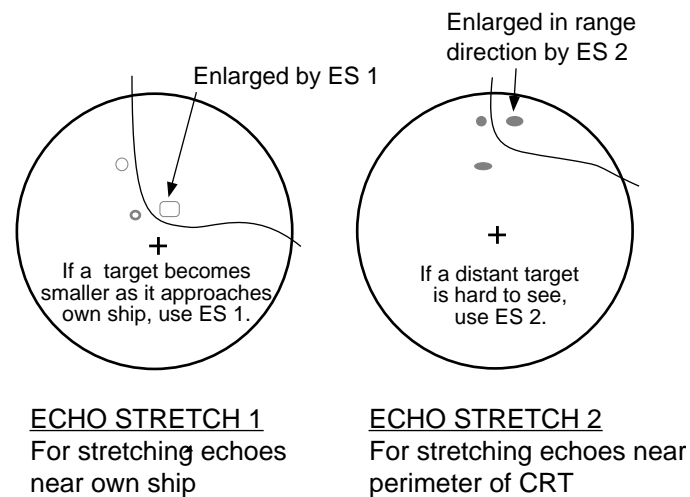 Enlarged by ES 1
If a target becomes
smaller as it approaches
own ship, use ES 1.
ECHO STRETCH 1
For stretching echoes
near own ship
Enlarged in range
direction by ES 2
If a distant target
is hard to see,
use ES 2.
ECHO STRETCH 2
For stretching echoes near
perimeter of CRT